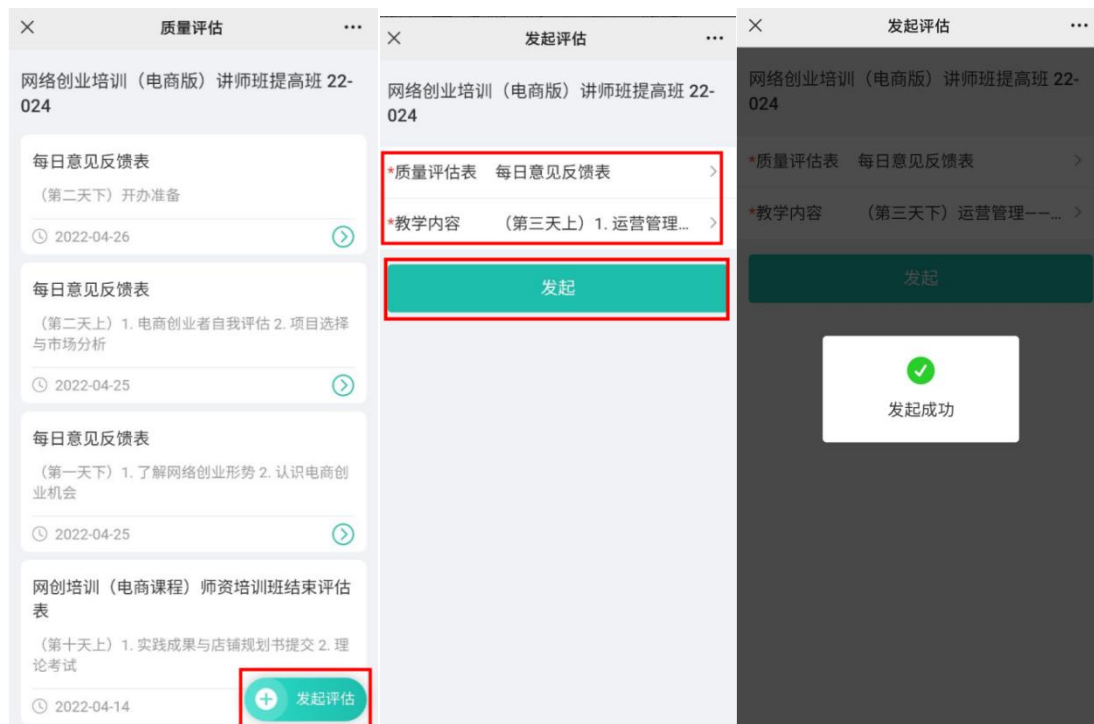 质量评估
网络创业培训（电商版）讲师班提高班 22-
024
每日意见反馈表
（第二天下）开办准备
2022-04-26
每日意见反馈表
（第二天上）1. 电商创业者自我评估 2. 项目选择
与市场分析
2022-04-25
每日意见反馈表
（第一天下）1. 了解网络创业形势 2. 认识电商创
业机会
2022-04-25
网创培训（电商课程）师资培训班结束评估
表
（第十天上）1. 实践成果与店铺规划书提交 2. 理
论考试
2022-04-14
发起评估
发起评估
网络创业培训（电商版）讲师班提高班 22-
024
*质量评估表 每日意见反馈表
*教学内容 （第三天上）1. 运营管理...
发起
发起评估
网络创业培训（电商版）讲师班提高班 22-
024
*质量评估表 每日意见反馈表
*教学内容 （第三天下）运营管理——...
发起
发起成功